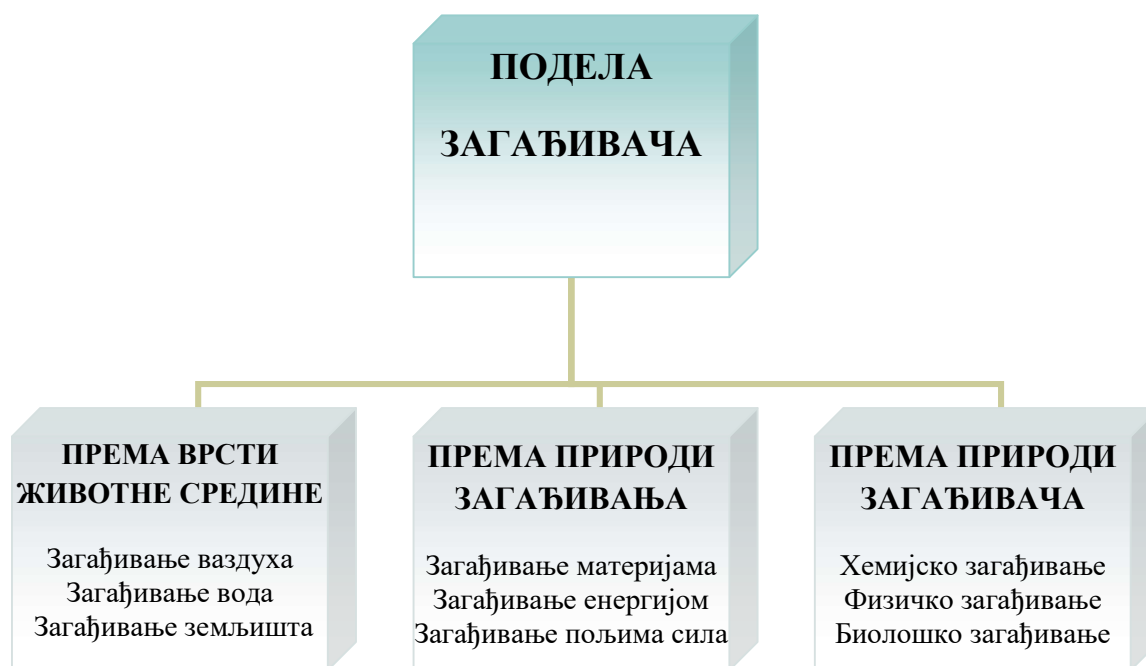 ПОДЕЛА
ЗАГАЂИВАЧА
ПРЕМА ВРСТИ
ЖИВОТНЕ СРЕДИНЕ
Загађивање ваздуха
Загађивање вода
Загађивање земљишта
ПРЕМА ПРИРОДИ
ЗАГАЂИВАЊА
Загађивање материјама
Загађивање енергијом
Загађивање пољима сила
ПРЕМА ПРИРОДИ
ЗАГАЂИВАЧА
Хемијско загађивање
Физичко загађивање
Биолошко загађивање